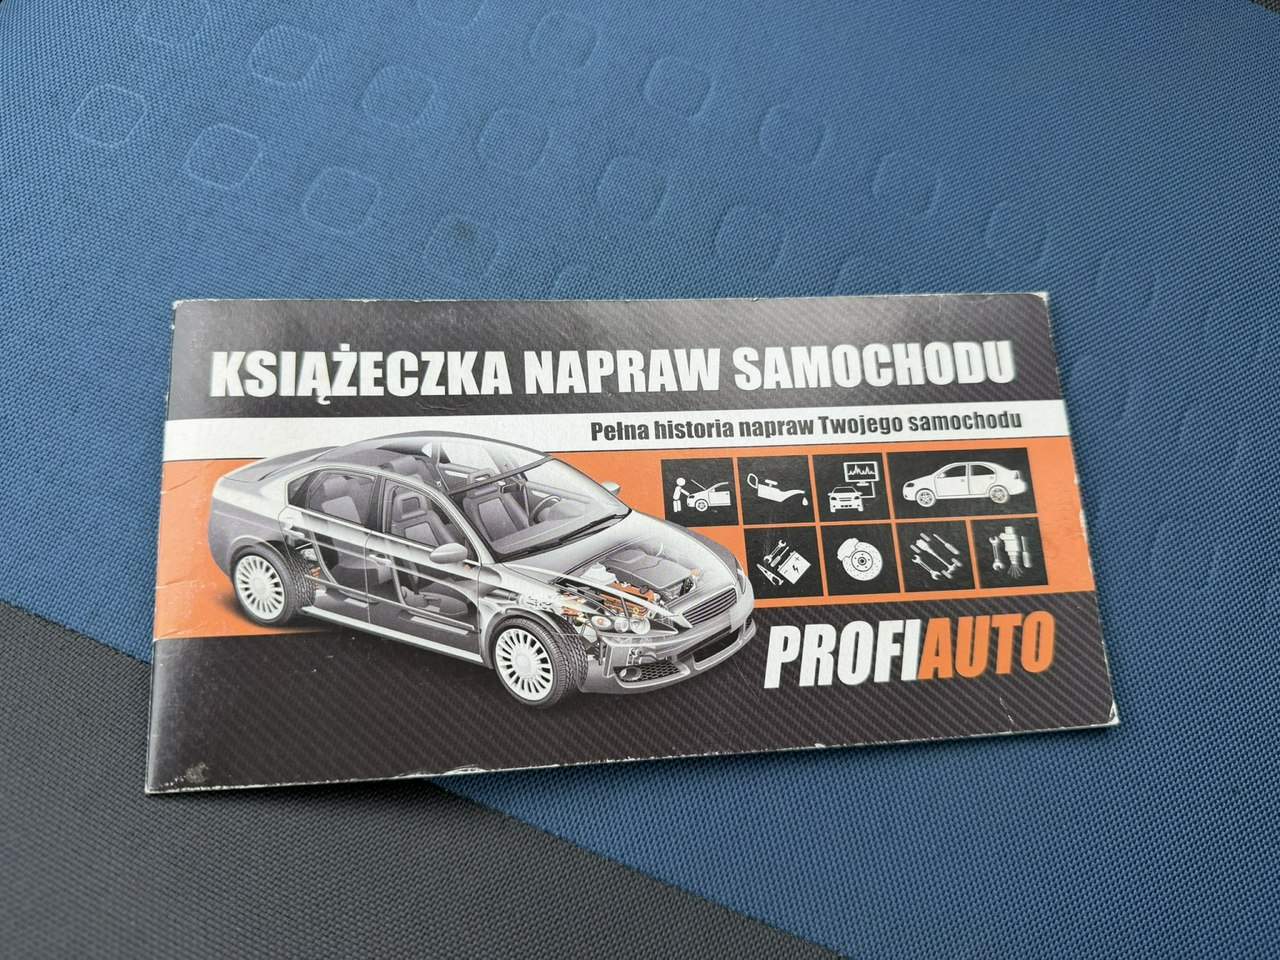 KSIĄŻECZKA NAPRAW SAMOCHODU
Pełna historia napraw Twojego samochodu
PROFIAUTO